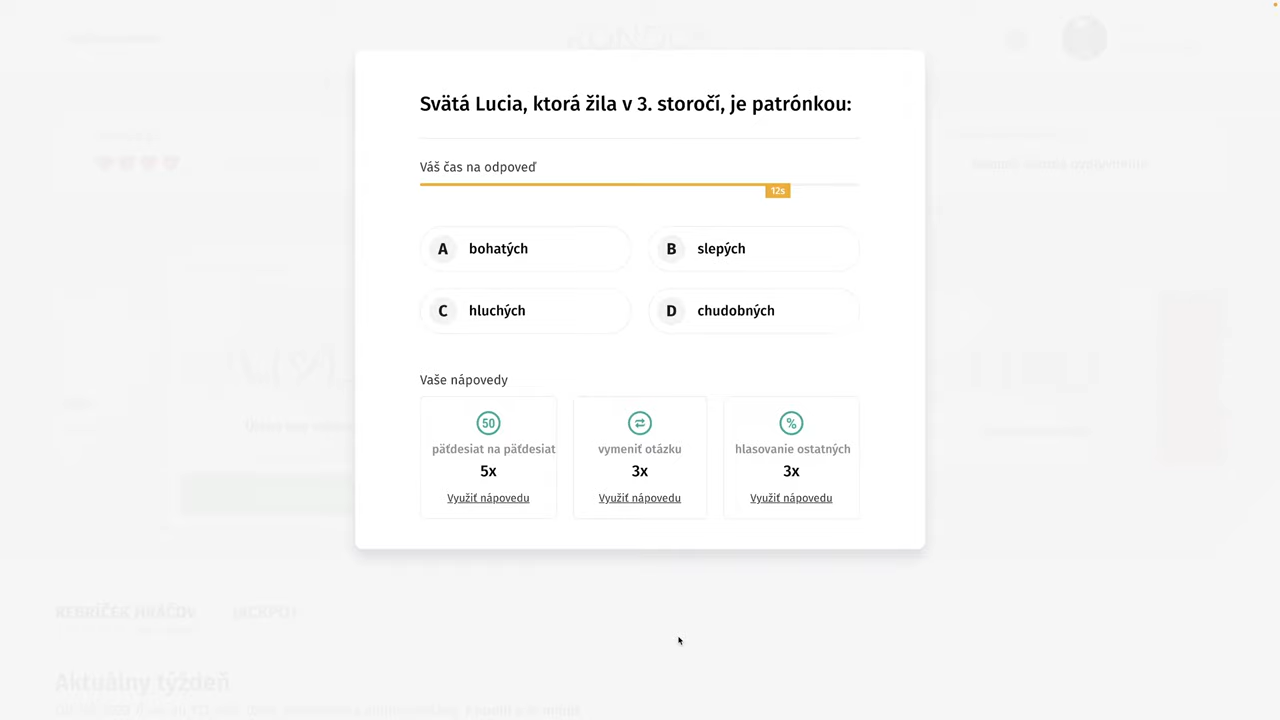 Svätá Lucia, ktorá žila v 3. storočí, je patrónkou:
Váš čas na odpoveď
12s
A bohatých
B slepých
C hluchých
D chudobných
Vaše nápovedy
50
päťdesiat na päťdesiat
5x
Využiť nápovedu
vymeniť otázku
3x
Využiť nápovedu
%
hlasovanie ostatných
3x
Využiť nápovedu
REBRÍČEK HRÁČOV
JACKPOT
Aktuálny týždeň